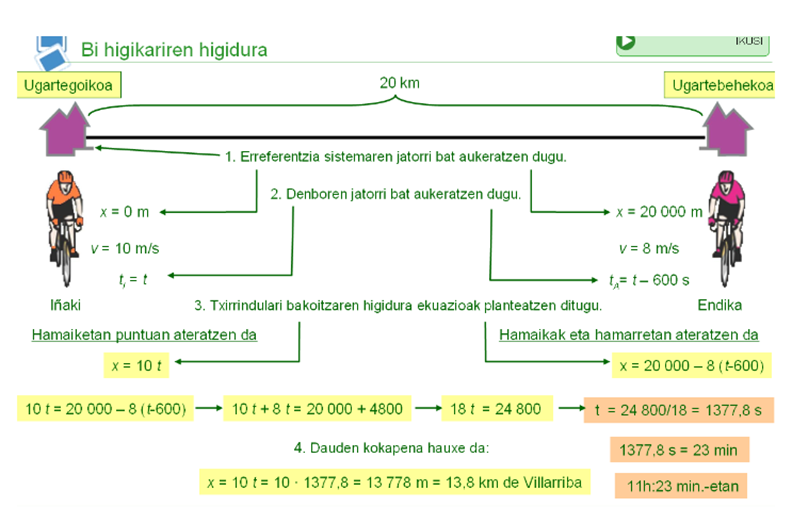 Bi higikariren higidura
IKUSI
Ugartegoikoa
20 km
Ugartebehekoa
1. Erreferentzia sistemaren jatorri bat aukeratzen dugu.
2. Denboren jatorri bat aukeratzen dugu.
x = 0 m
x = 20 000 m
v = 10 m/s
v = 8 m/s
tI = t
tA= t – 600 s
Iñaki
3. Txirrindulari bakoitzaren higidura ekuazioak planteatzen ditugu.
Endika
Hamaiketan puntuan ateratzen da
Hamaikak eta hamarretan ateratzen da
x = 10 t
x = 20 000 – 8 (t-600)
10 t = 20 000 – 8 (t-600)
10 t + 8 t = 20 000 + 4800
18 t = 24 800
t = 24 800/18 = 1377,8 s
4. Dauden kokapena hauxe da:
1377,8 s = 23 min
x = 10 t = 10 · 1377,8 = 13 778 m = 13,8 km de Villarriba
11h:23 min.-etan